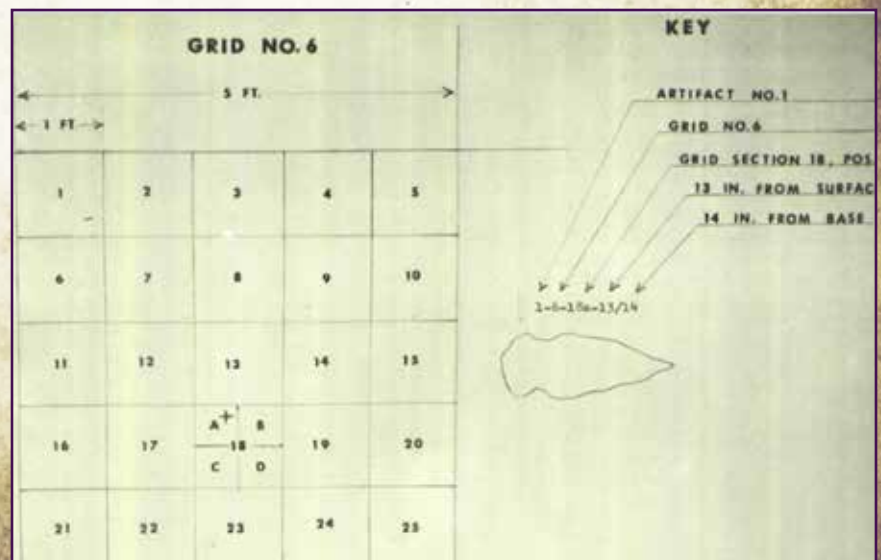 GRID NO. 6
5 FT.
1 FT
1 2 3 4 5
6 7 8 9 10
11 12 13 14 15
A B
16 17 18 19 20
C D
21 22 23 24 25
KEY
ARTIFACT NO.1
GRID NO.6
GRID SECTION 18, POS
13 IN. FROM SURFAC
14 IN. FROM BASE
1-6-18a-13/14